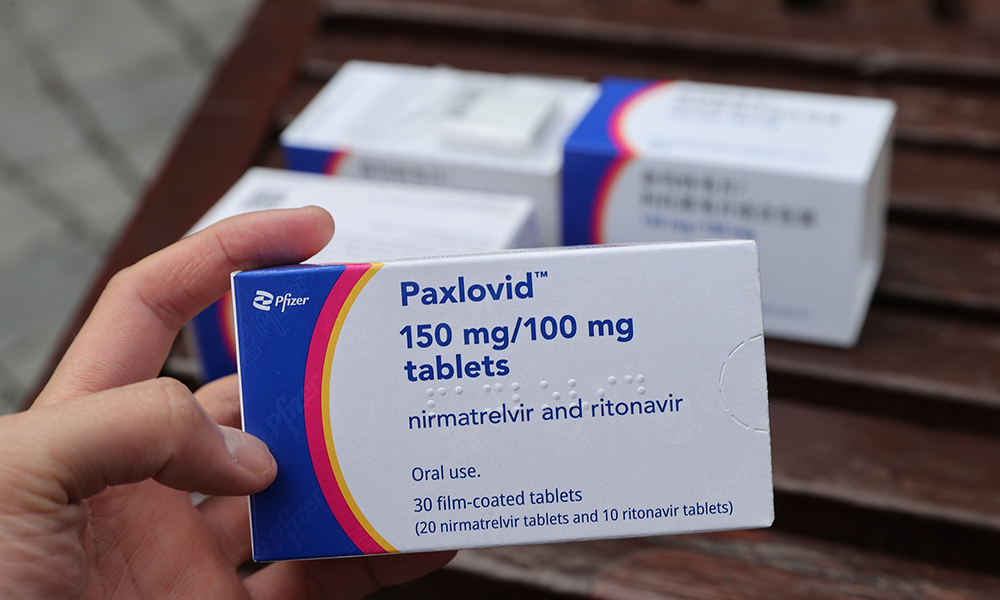 Pfizer
Paxlovid™
150 mg/100 mg
tablets
nirmatrelvir and ritonavir
Oral use.
30 film-coated tablets
(20 nirmatrelvir tablets and 10 ritonavir tablets)